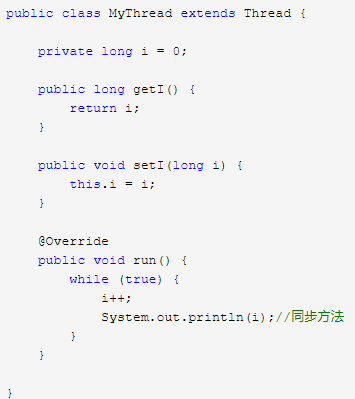 public class MyThread extends Thread {
private long i = 0;
public long getI() {
return i;
}
public void setI(long i) {
this.i = i;
}
@Override
public void run() {
while (true) {
i++;
System.out.println(i);//同步方法
}
}
}